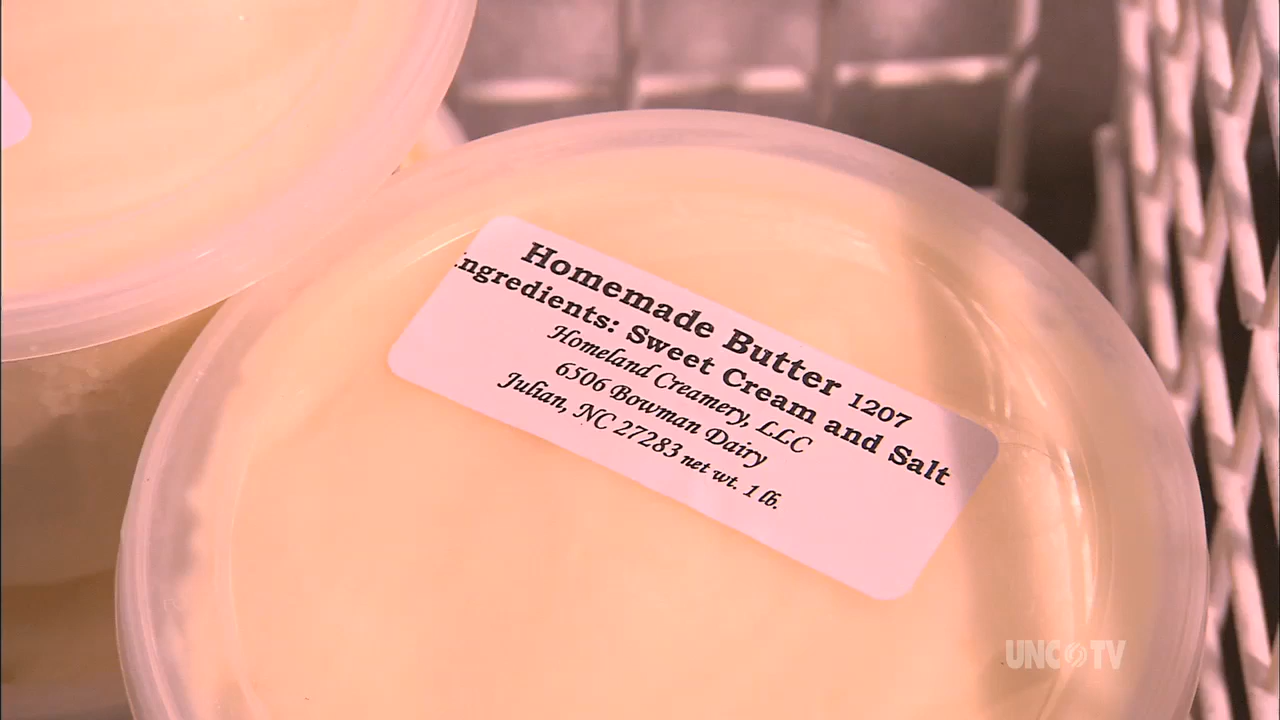 Homemade Butter 1207
Ingredients: Sweet Cream and Salt
Homeland Creamery, LLC
6506 Bowman Dairy
Julian, NC 27283 net wt. 1 lb.
UNC TV